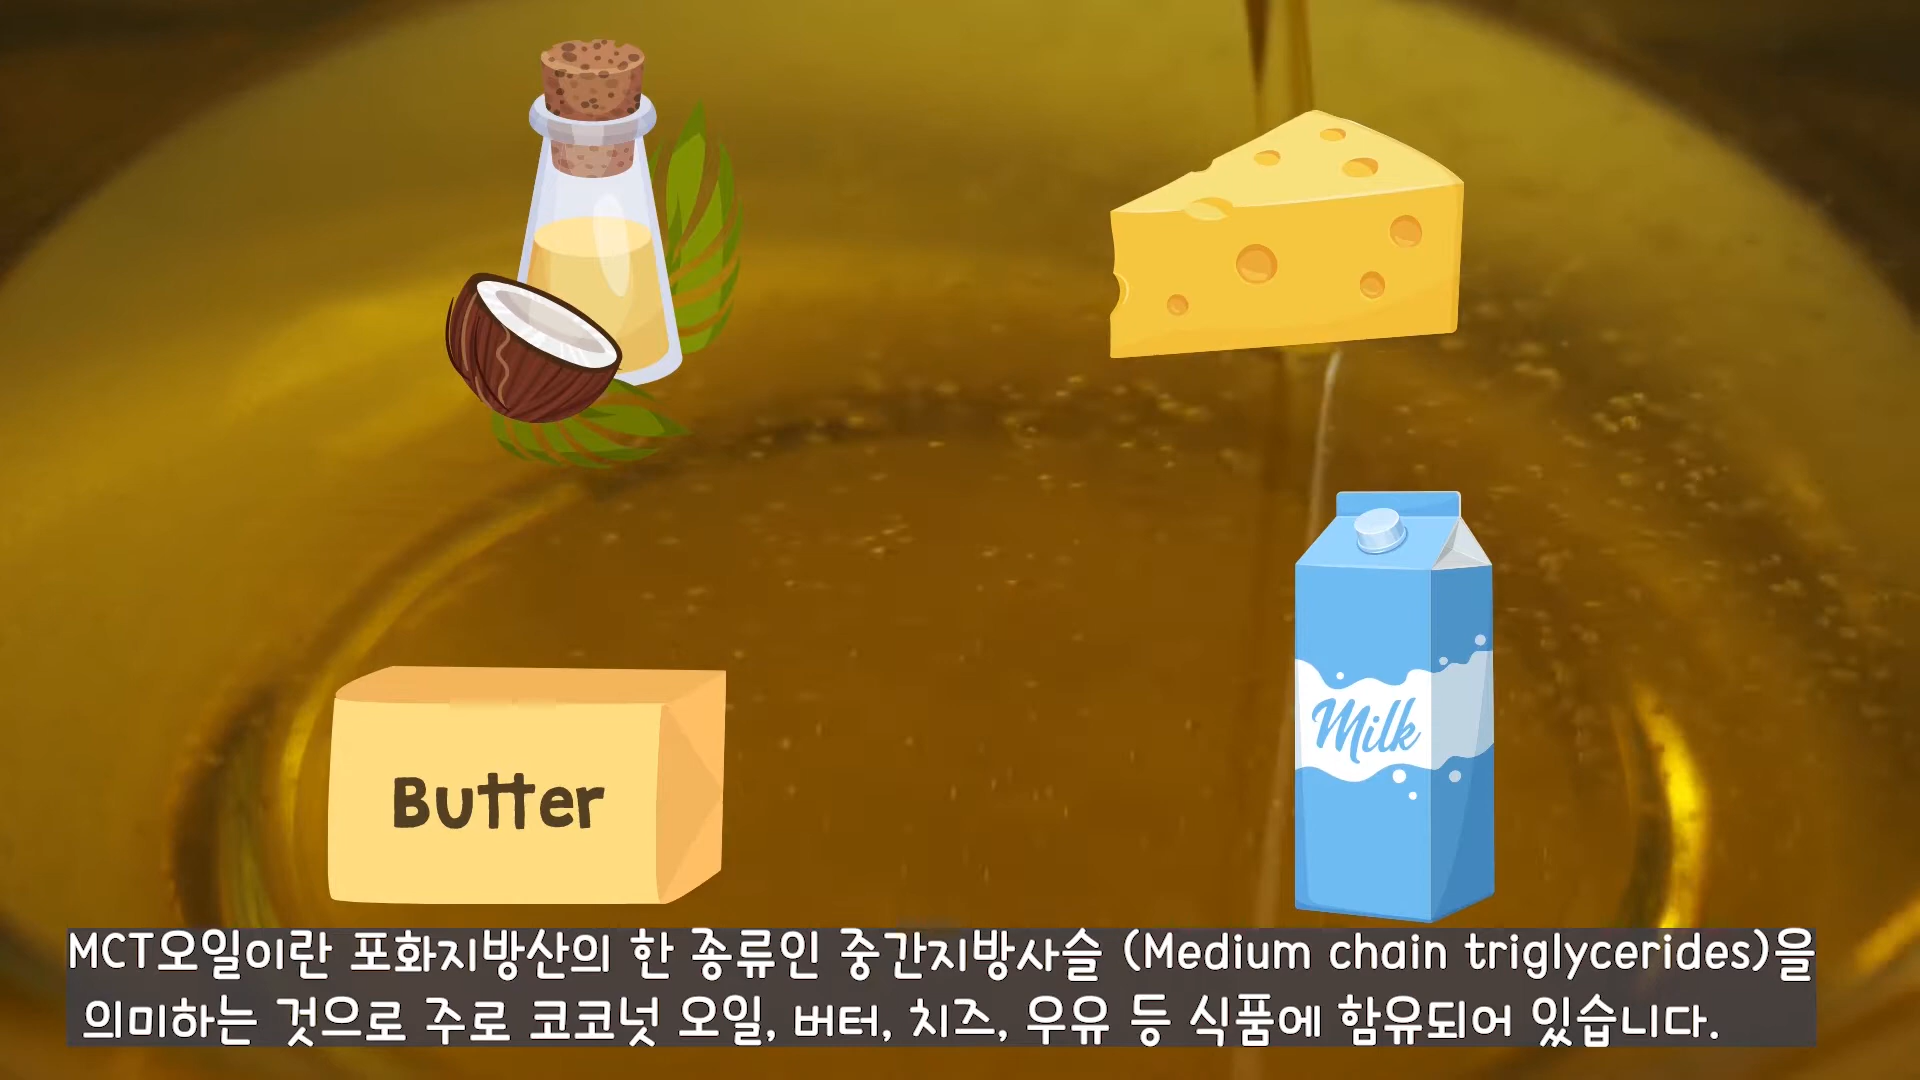 Milk
Butter
MCT오일이란 포화지방산의 한 종류인 중간지방사슬 (Medium chain triglycerides)을
의미하는 것으로 주로 코코넛 오일, 버터, 치즈, 우유 등 식품에 함유되어 있습니다.